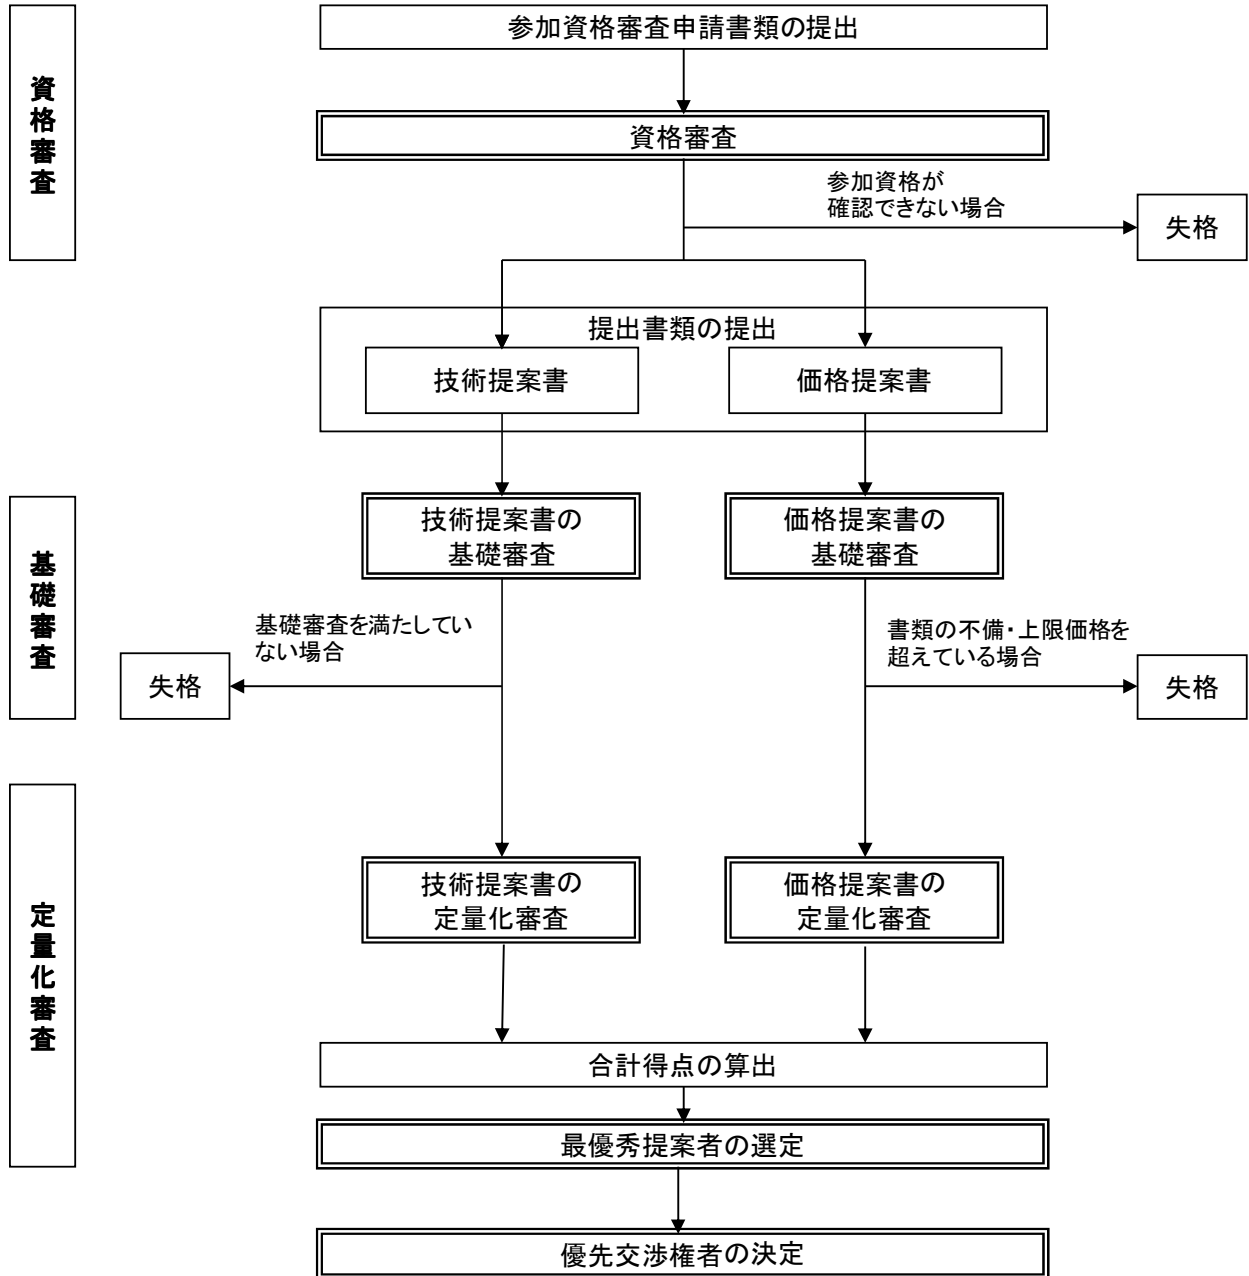 資格審査
参加資格審査申請書類の提出
資格審査
参加資格が
確認できない場合
失格
提出書類の提出
技術提案書
価格提案書
基礎審査
技術提案書の
基礎審査
価格提案書の
基礎審査
基礎審査を満たしてい
ない場合
失格
書類の不備・上限価格を
超えている場合
失格
定量化審査
技術提案書の
定量化審査
価格提案書の
定量化審査
合計得点の算出
最優秀提案者の選定
優先交渉権者の決定